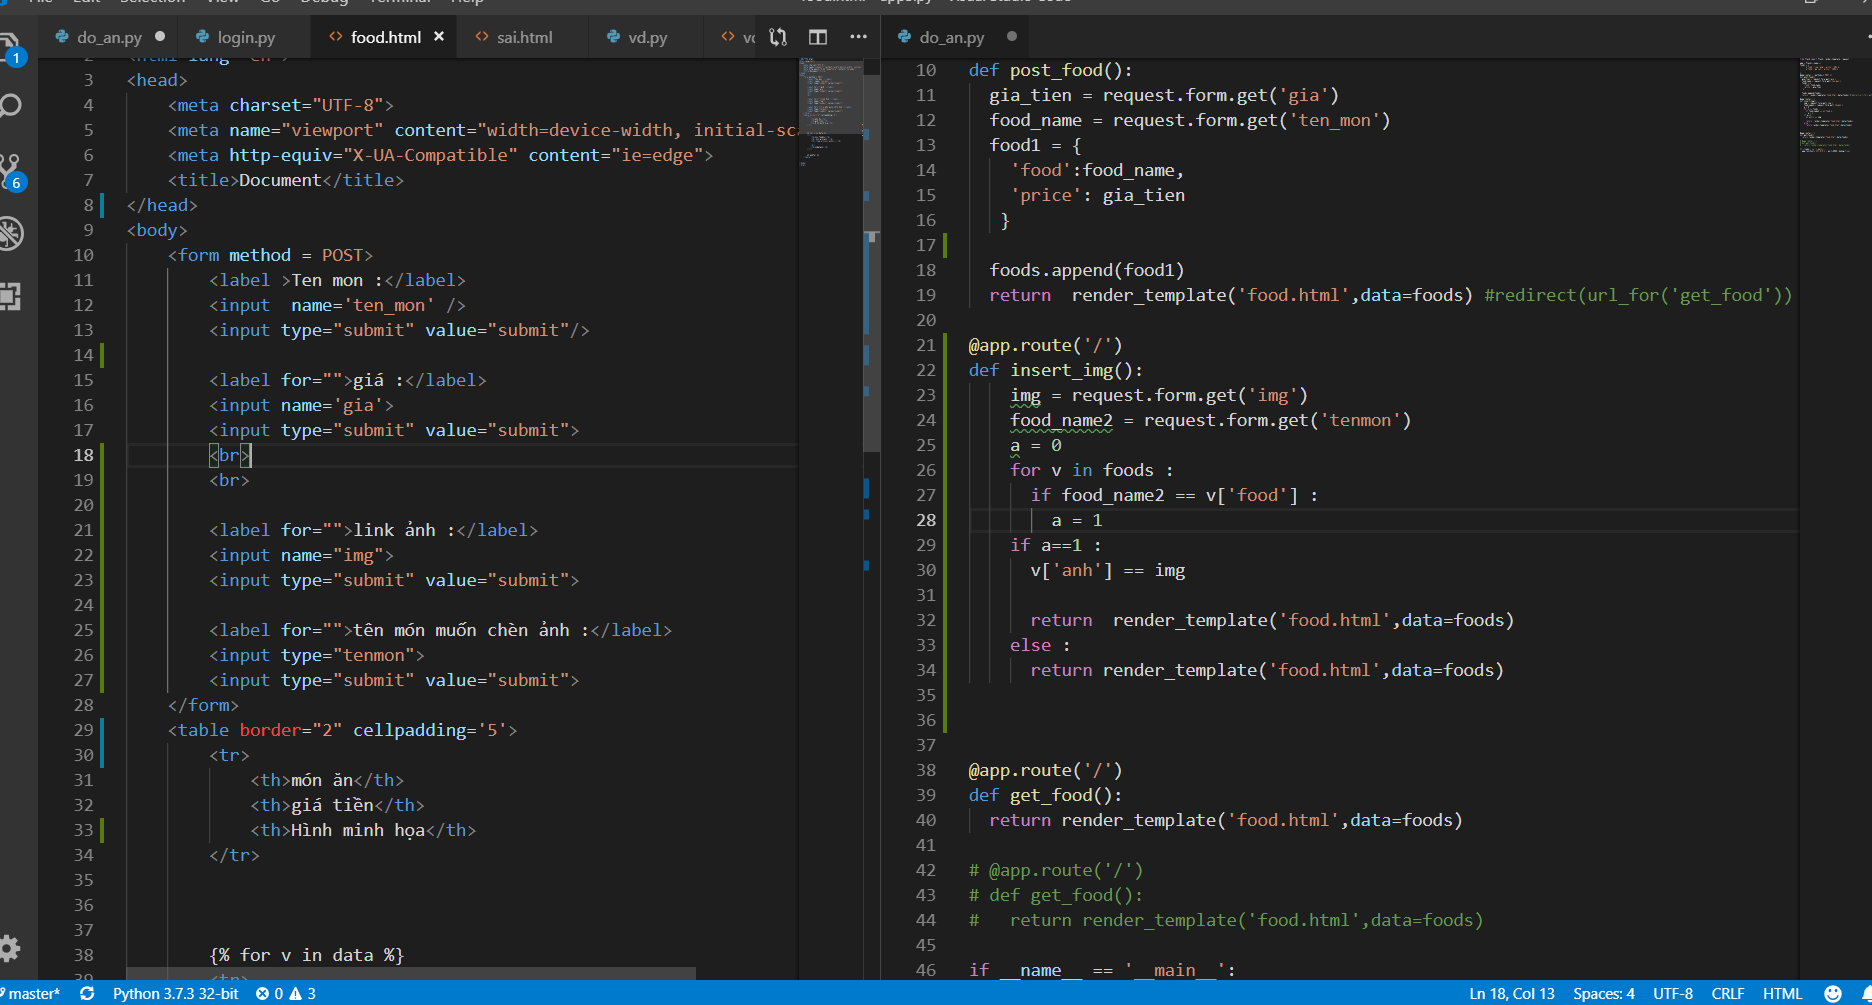 do_an.py
login.py
food.html
sai.html
vd.py
do_an.py
1
6
2 <html lang="en">
3 <head>
4 <meta charset="UTF-8">
5 <meta name="viewport" content="width=device-width, initial-sc
6 <meta http-equiv="X-UA-Compatible" content="ie=edge">
7 <title>Document</title>
8 </head>
9 <body>
10 <form method = POST>
11 <label >Ten mon :</label>
12 <input  name='ten_mon' />
13 <input type="submit" value="submit"/>
14
15 <label for="">giá :</label>
16 <input name='gia'>
17 <input type="submit" value="submit">
18 <br>
19 <br>
20
21 <label for="">link ảnh :</label>
22 <input name="img">
23 <input type="submit" value="submit">
24
25 <label for="">tên món muốn chèn ảnh :</label>
26 <input type="tenmon">
27 <input type="submit" value="submit">
28 </form>
29 <table border="2" cellpadding='5'>
30 <tr>
31 <th>món ăn</th>
32 <th>giá tiền</th>
33 <th>Hình minh họa</th>
34 </tr>
35
36
37
38 {% for v in data %}
39 <tr>
10 def post_food():
11 gia_tien = request.form.get('gia')
12 food_name = request.form.get('ten_mon')
13 food1 = {
14 'food':food_name,
15 'price': gia_tien
16 }
17
18 foods.append(food1)
19 return  render_template('food.html',data=foods) #redirect(url_for('get_food'))
20
21 @app.route('/')
22 def insert_img():
23 img = request.form.get('img')
24 food_name2 = request.form.get('tenmon')
25 a = 0
26 for v in foods :
27 if food_name2 == v['food'] :
28 a = 1
29 if a==1 :
30 v['anh'] == img
31
32 return  render_template('food.html',data=foods)
33 else :
34 return render_template('food.html',data=foods)
35
36
37
38 @app.route('/')
39 def get_food():
40 return render_template('food.html',data=foods)
41
42 # @app.route('/')
43 # def get_food():
44 #   return render_template('food.html',data=foods)
45
46 if __name__ == '__main__':
master* Python 3.7.3 32-bit 0 3 Ln 18, Col 13 Spaces: 4 UTF-8 CRLF HTML